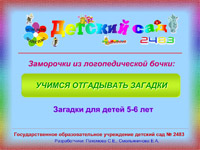 Детский сад
2483
Заморочки из логопедической бочки:
УЧИМСЯ ОТГАДЫВАТЬ ЗАГАДКИ
Загадки для детей 5-6 лет
Государственное образовательное учреждение детский сад № 2483
Разработчики: